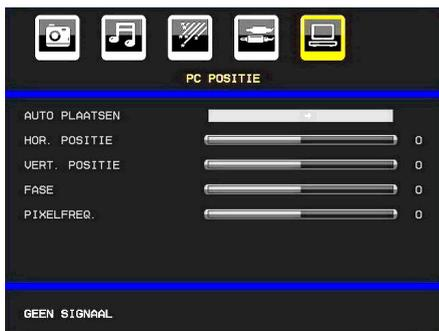 PC POSITIE
AUTO PLAATSEN
HOR. POSITIE 0
VERT. POSITIE 0
FASE 0
PIXELFREQ. 0
GEEN SIGNAAL